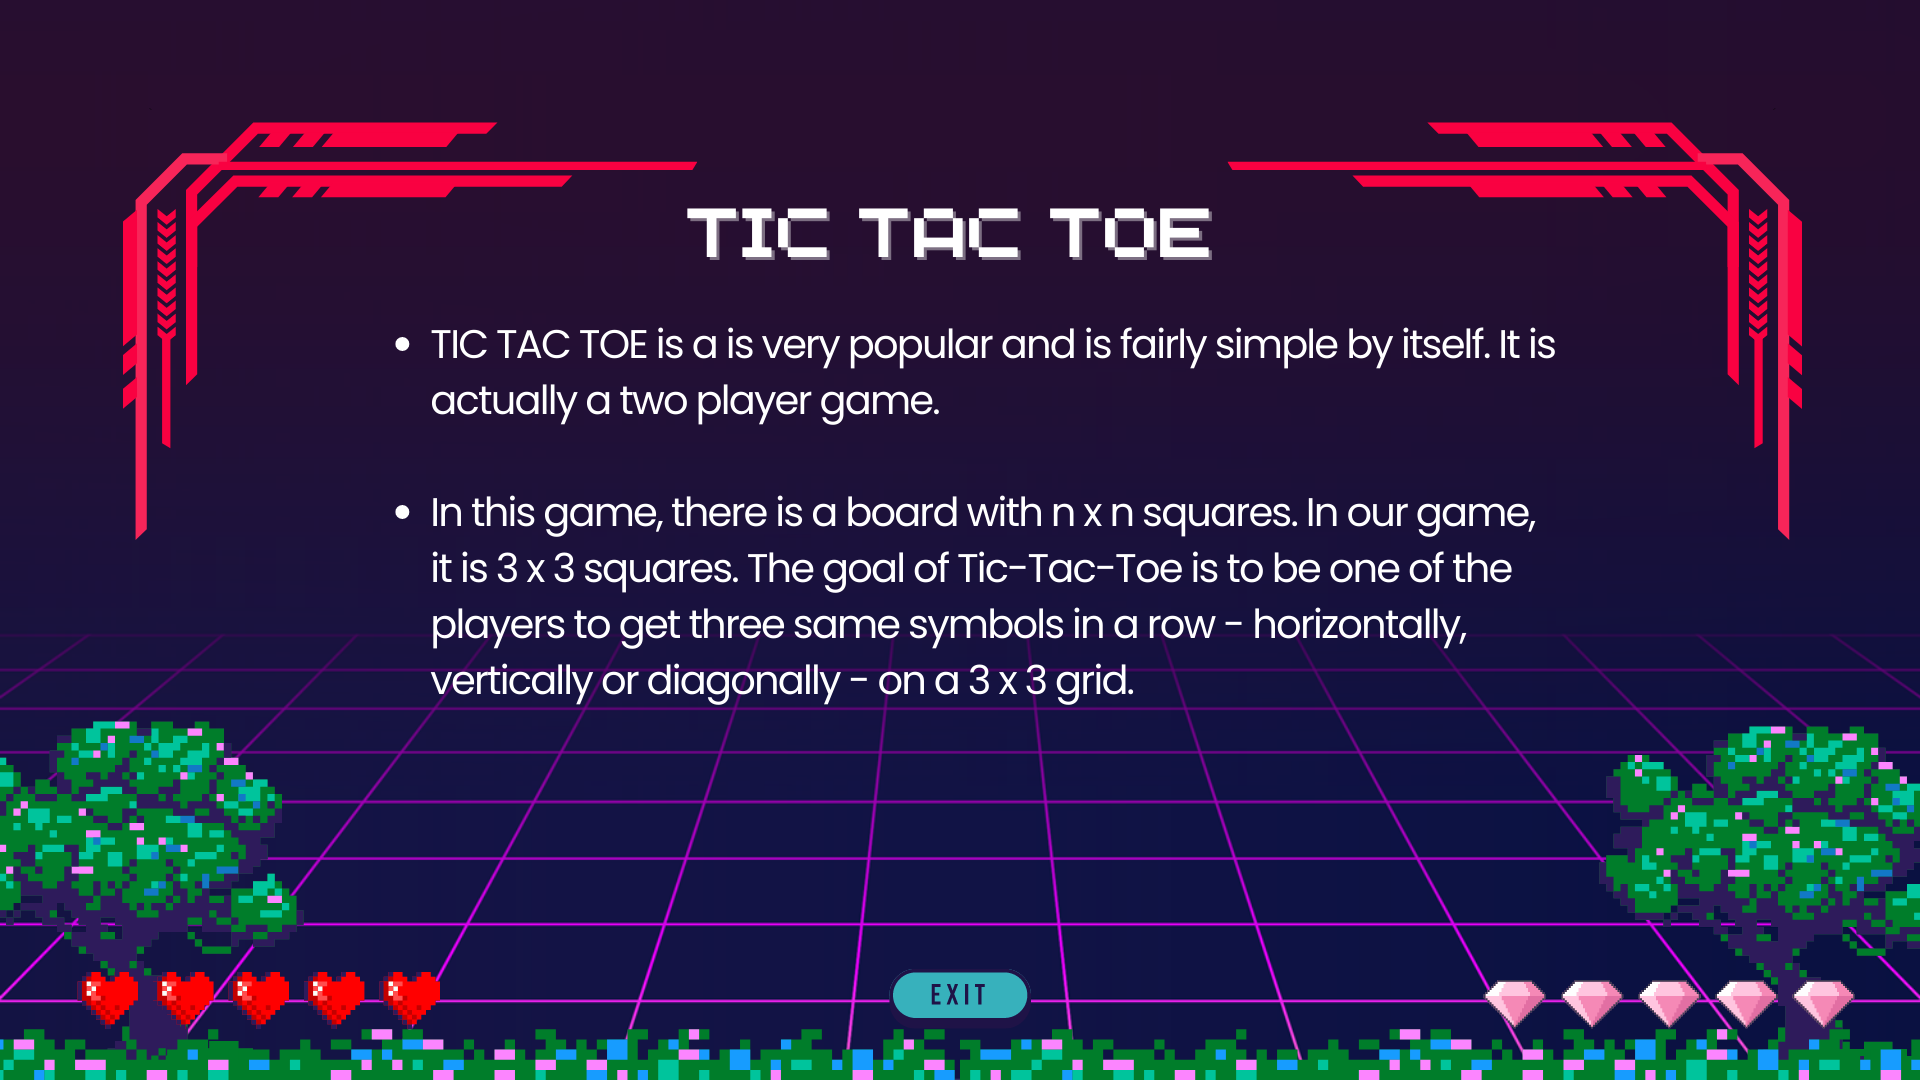 TIC TAC TOE
• TIC TAC TOE is a is very popular and is fairly simple by itself. It is
actually a two player game.
• In this game, there is a board with n x n squares. In our game,
it is 3 x 3 squares. The goal of Tic-Tac-Toe is to be one of the
players to get three same symbols in a row - horizontally,
vertically or diagonally - on a 3 x 3 grid.
EXIT